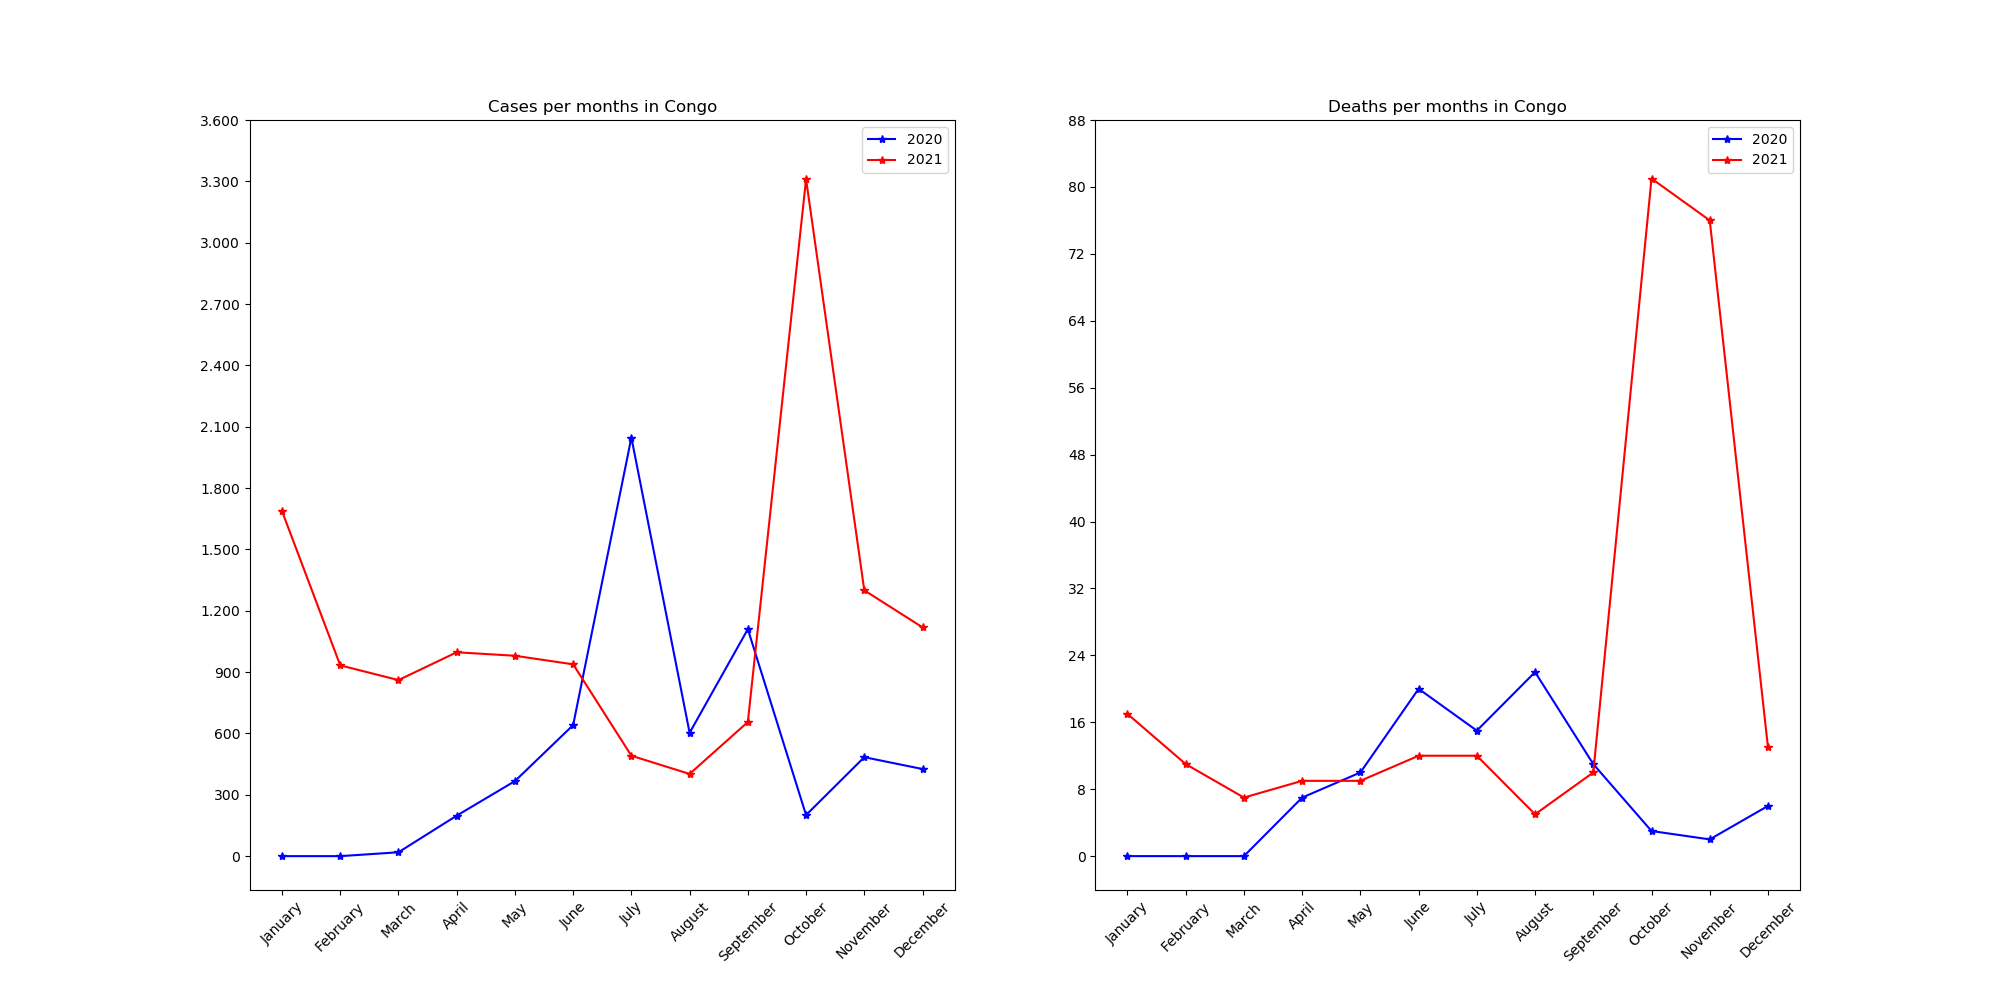 Cases per months in Congo
3.600
3.300
3.000
2.700
2.400
2.100
1.800
1.500
1.200
900
600
300
0
2020
2021
January
February
March
April
May
June
July
August
September
October
November
December
Deaths per months in Congo
88
80
72
64
56
48
40
32
24
16
8
0
2020
2021
January
February
March
April
May
June
July
August
September
October
November
December